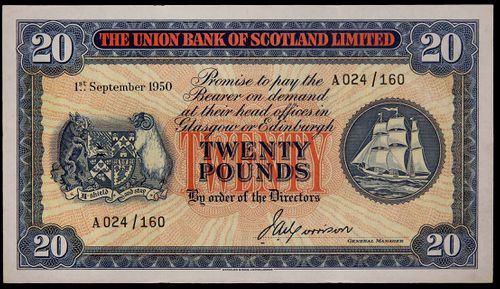 20 THE UNION BANK OF SCOTLAND LIMITED 20
1st September 1950
Promise to pay the A 024 / 160
Bearer on demand
at their head offices in
Glasgow or Edinburgh
TWENTY
TWENTY
POUNDS
By order of the Directors
A 024 / 160
GENERAL MANAGER
20 20